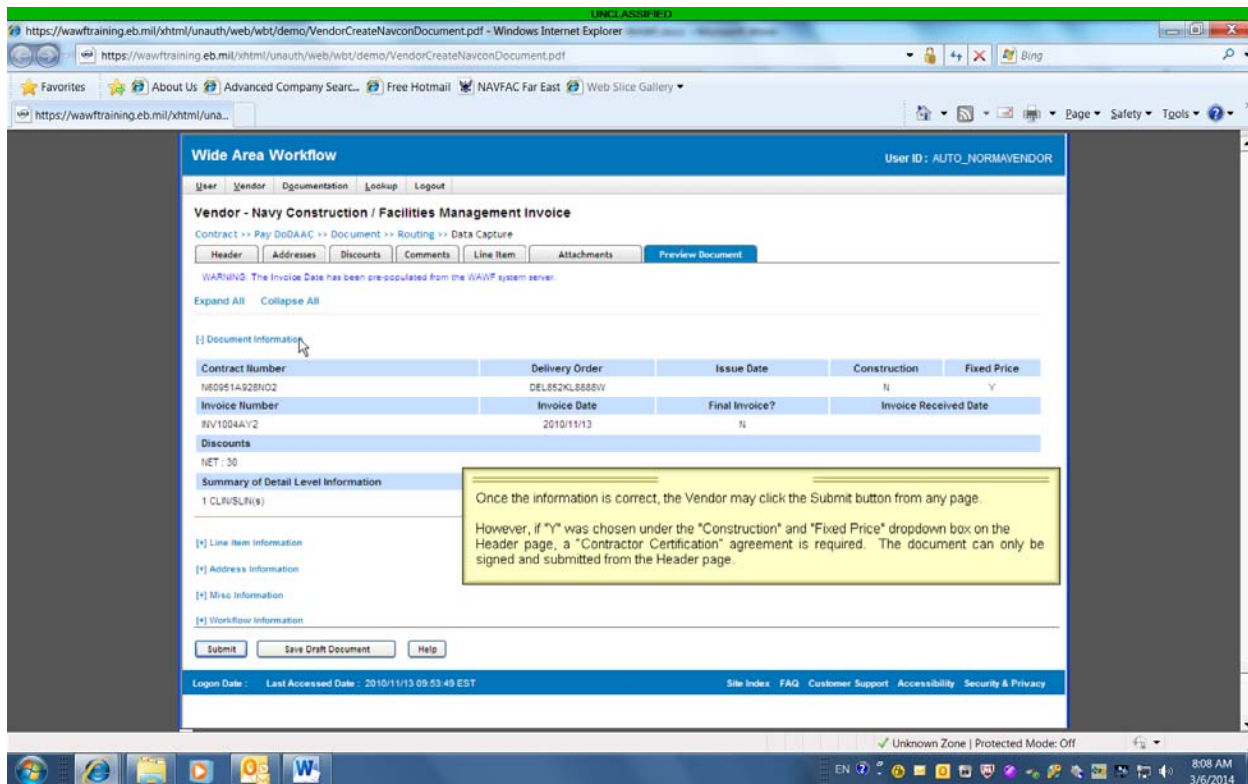 UNCLASSIFIED
https://wawftraining.eb.mil/xhtml/unauth/web/wbt/demo/VendorCreateNavconDocument.pdf - Windows Internet Explorer
https://wawftraining.eb.mil/xhtml/unauth/web/wbt/demo/VendorCreateNavconDocument.pdf
Bing
Favorites About Us Advanced Company Searc... Free Hotmail NAVFAC Far East Web Slice Gallery
https://wawftraining.eb.mil/xhtml/una...
Page Safety Tools
Wide Area Workflow
User ID : AUTO_NORMAVENDOR
User Vendor Documentation Lookup Logout
Vendor - Navy Construction / Facilities Management Invoice
Contract >> Pay DoDAAC >> Document >> Routing >> Data Capture
Header Addresses Discounts Comments Line Item Attachments Preview Document
WARNING: The Invoice Date has been pre-populated from the WAWF system server.
Expand All Collapse All
[-] Document Information
Contract Number Delivery Order Issue Date Construction Fixed Price
N60951A928NO2 DEL852KL8888W N Y
Invoice Number Invoice Date Final Invoice? Invoice Received Date
INV1004AY2 2010/11/13 N
Discounts
NET : 30
Summary of Detail Level Information
1 CLIN/SLIN(s)
Once the information is correct, the Vendor may click the Submit button from any page.
However, if "Y" was chosen under the "Construction" and "Fixed Price" dropdown box on the
Header page, a "Contractor Certification" agreement is required. The document can only be
signed and submitted from the Header page.
[+] Line Item Information
[+] Address Information
[+] Misc Information
[+] Workflow Information
Submit Save Draft Document Help
Logon Date : Last Accessed Date : 2010/11/13 09:53:49 EST
Site Index FAQ Customer Support Accessibility Security & Privacy
Unknown Zone | Protected Mode: Off
EN
8:08 AM
3/6/2014